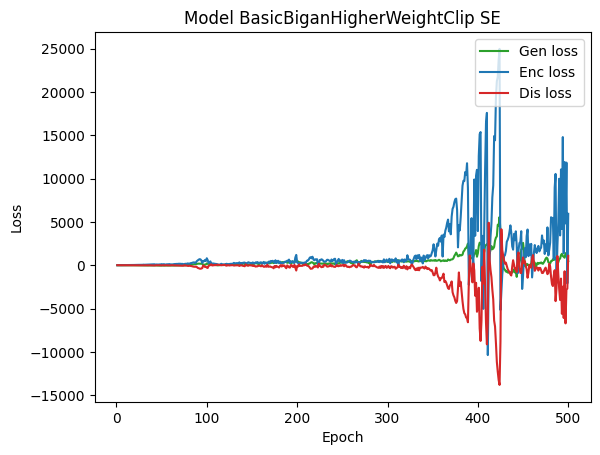 Model BasicBiganHigherWeightClip SE
Gen loss
Enc loss
Dis loss
Loss
25000
20000
15000
10000
5000
0
−5000
−10000
−15000
0 100 200 300 400 500
Epoch